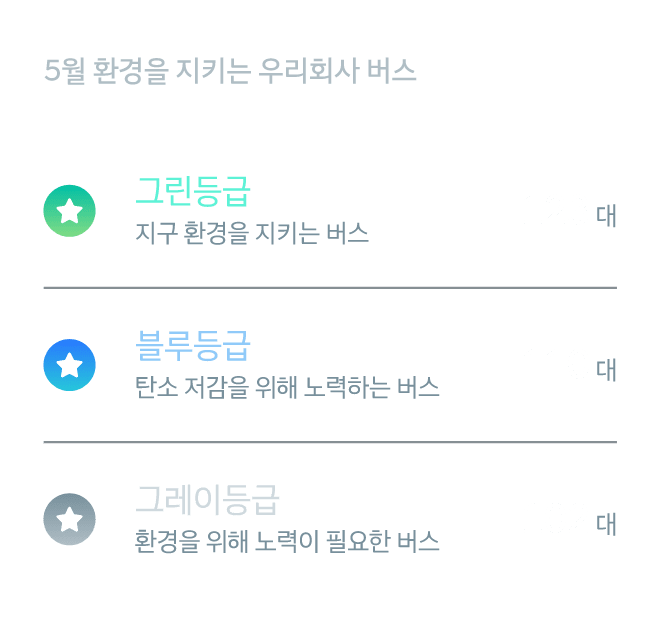 5월 환경을 지키는 우리회사 버스
그린등급
지구 환경을 지키는 버스
대
블루등급
탄소 저감을 위해 노력하는 버스
대
그레이등급
환경을 위해 노력이 필요한 버스
대